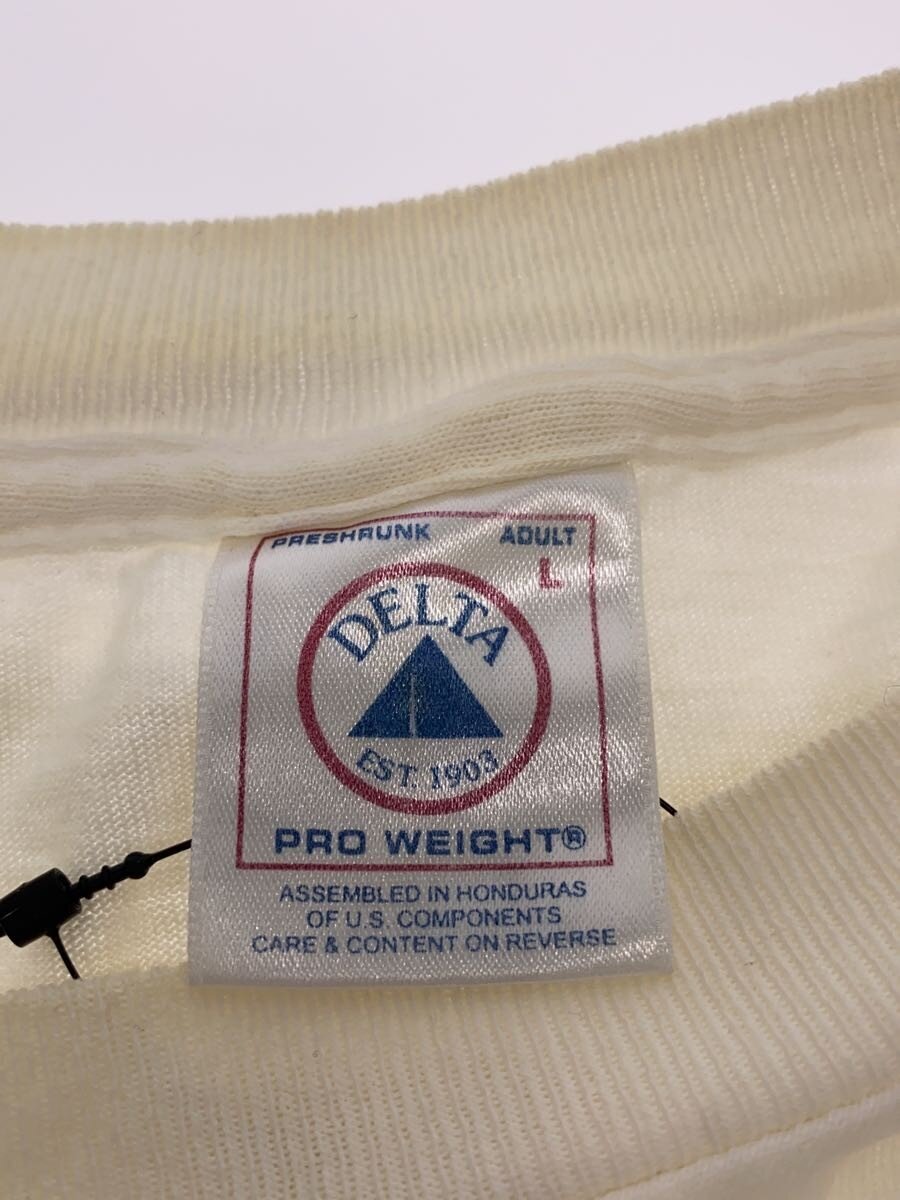 PRESHRUNK ADULT
L
DELTA
EST. 1903
PRO WEIGHT®
ASSEMBLED IN HONDURAS
OF U.S. COMPONENTS
CARE & CONTENT ON REVERSE